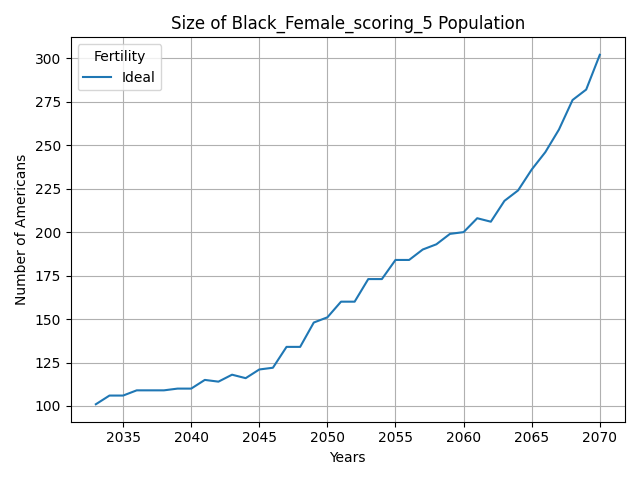 Size of Black_Female_scoring_5 Population
Fertility
Ideal
Number of Americans
300
275
250
225
200
175
150
125
100
2035 2040 2045 2050 2055 2060 2065 2070
Years